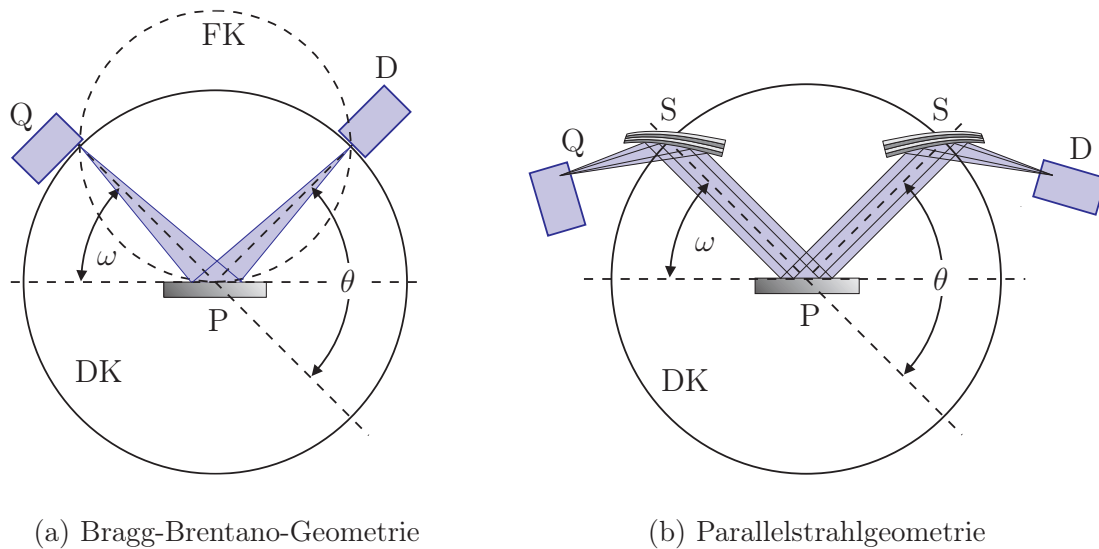 FK
D
Q
ω
θ
P
DK
(a) Bragg-Brentano-Geometrie
S
S
Q
D
ω
θ
P
DK
(b) Parallelstrahlgeometrie